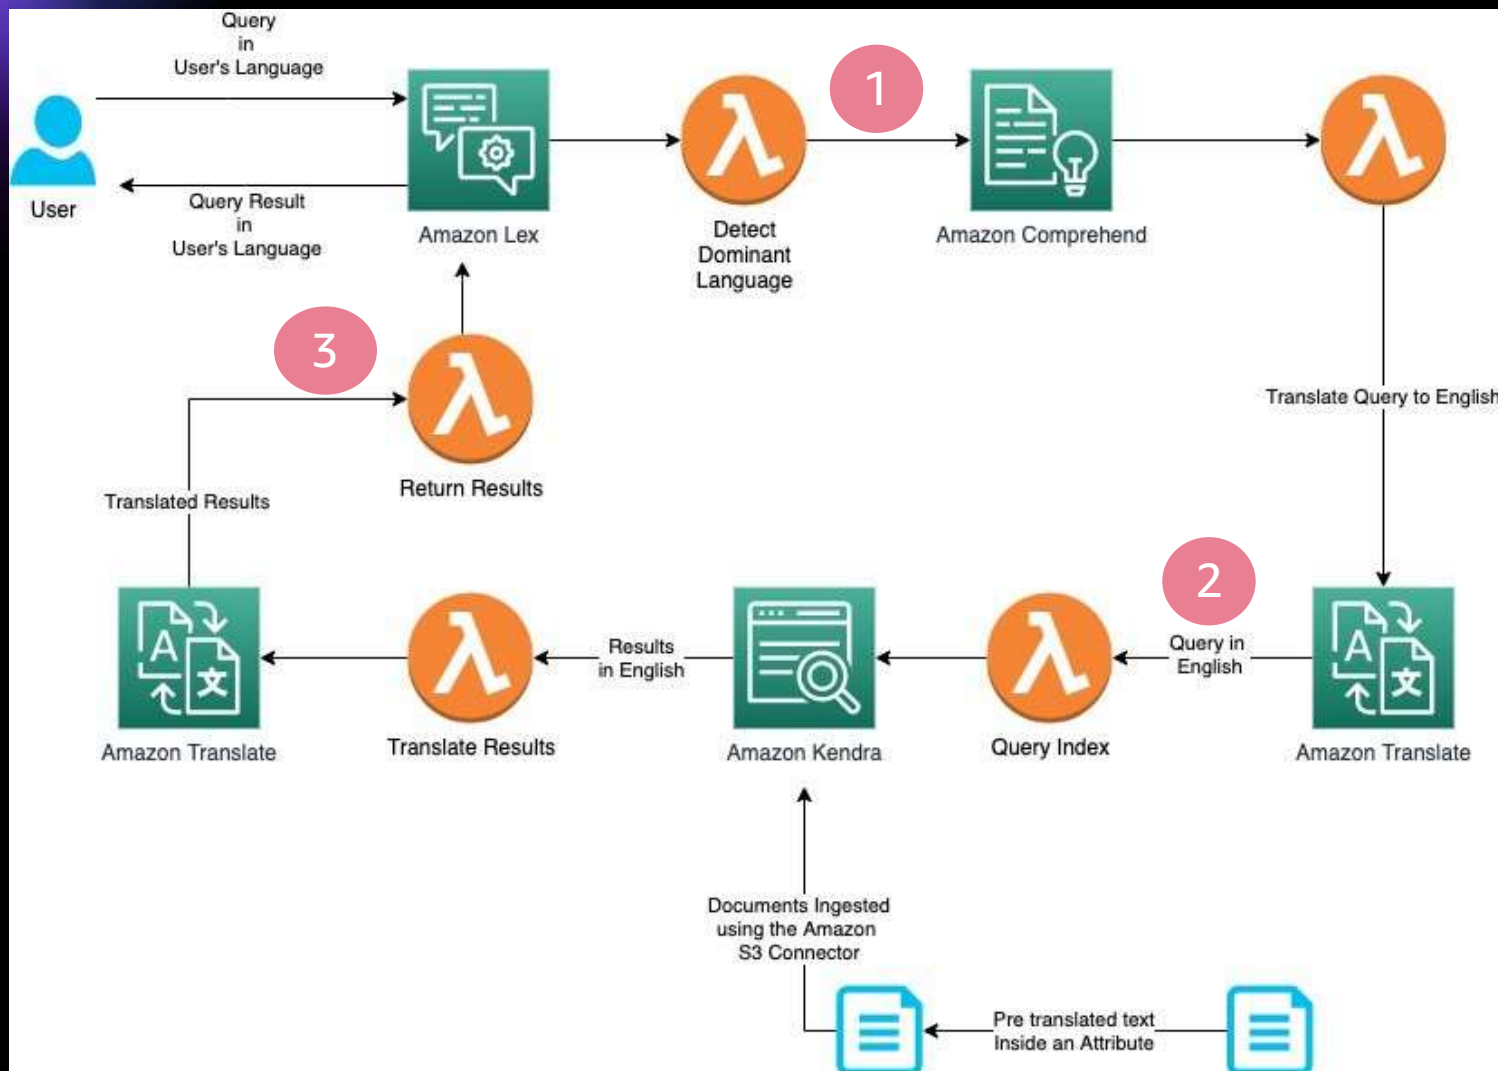 Query
in
User's Language
1
User
Query Result
in
User's Language
Amazon Lex
Detect
Dominant
Language
Amazon Comprehend
3
Translate Query to English
Return Results
Translated Results
2
Results
in English
Query in
English
Amazon Translate
Translate Results
Amazon Kendra
Query Index
Amazon Translate
Documents Ingested
using the Amazon
S3 Connector
Pre translated text
Inside an Attribute